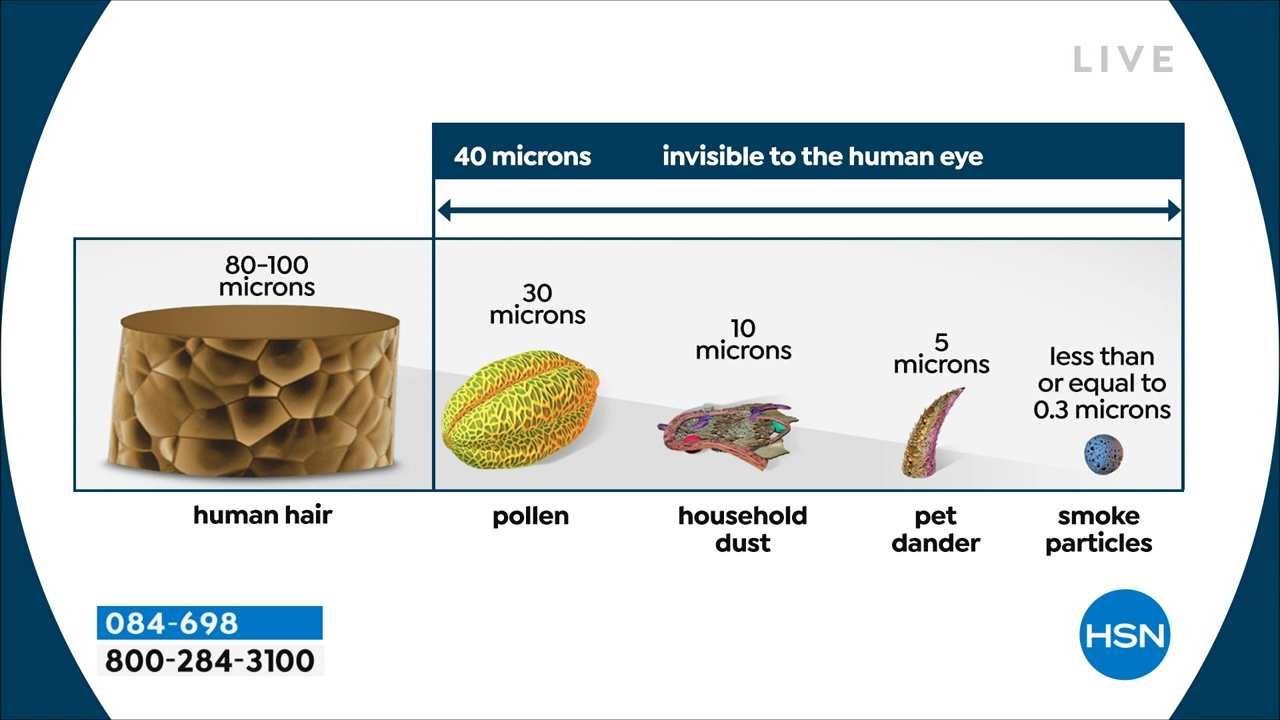 LIVE
40 microns invisible to the human eye
80-100
microns
30
microns
10
microns
5
microns
less than
or equal to
0.3 microns
human hair
pollen
household
dust
pet
dander
smoke
particles
084-698
800-284-3100
HSN